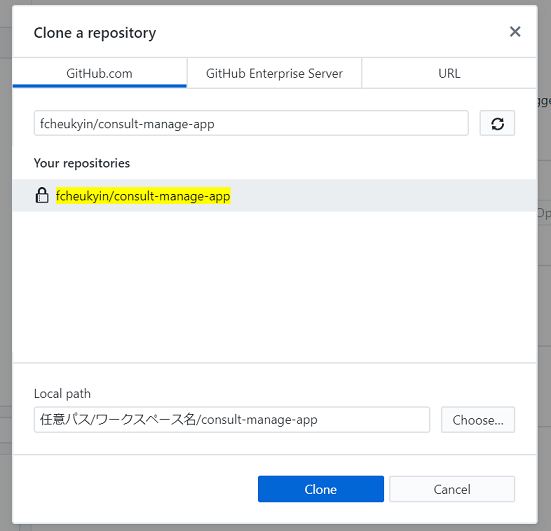 Clone a repository
GitHub.com
GitHub Enterprise Server
URL
fcheukyin/consult-manage-app
Your repositories
fcheukyin/consult-manage-app
Local path
任意パス/ワークスペース名/consult-manage-app
Choose...
Clone
Cancel